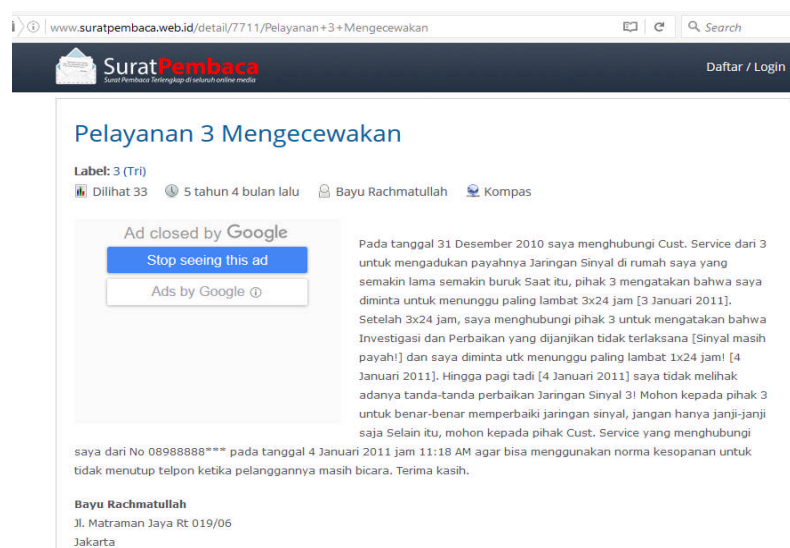 www.suratpembaca.web.id/detail/7711/Pelayanan+3+Mengecewakan
Search
SuratPembaca
Surat Pembaca Terlengkap di seluruh online media
Daftar / Login
Pelayanan 3 Mengecewakan
Label: 3 (Tri)
Dilihat 33 5 tahun 4 bulan lalu Bayu Rachmatullah Kompas
Ad closed by Google
Stop seeing this ad
Ads by Google
Pada tanggal 31 Desember 2010 saya menghubungi Cust. Service dari 3
untuk mengadukan payahnya Jaringan Sinyal di rumah saya yang
semakin lama semakin buruk Saat itu, pihak 3 mengatakan bahwa saya
diminta untuk menunggu paling lambat 3x24 jam [3 Januari 2011].
Setelah 3x24 jam, saya menghubungi pihak 3 untuk mengatakan bahwa
Investigasi dan Perbaikan yang dijanjikan tidak terlaksana [Sinyal masih
payah!] dan saya diminta utk menunggu paling lambat 1x24 jam! [4
Januari 2011]. Hingga pagi tadi [4 Januari 2011] saya tidak melihat
adanya tanda-tanda perbaikan Jaringan Sinyal 3! Mohon kepada pihak 3
untuk benar-benar memperbaiki jaringan sinyal, jangan hanya janji-janji
saja Selain itu, mohon kepada pihak Cust. Service yang menghubungi
saya dari No 08988888*** pada tanggal 4 Januari 2011 jam 11:18 AM agar bisa menggunakan norma kesopanan untuk
tidak menutup telpon ketika pelanggannya masih bicara. Terima kasih.
Bayu Rachmatullah
Jl. Matraman Jaya Rt 019/06
Jakarta